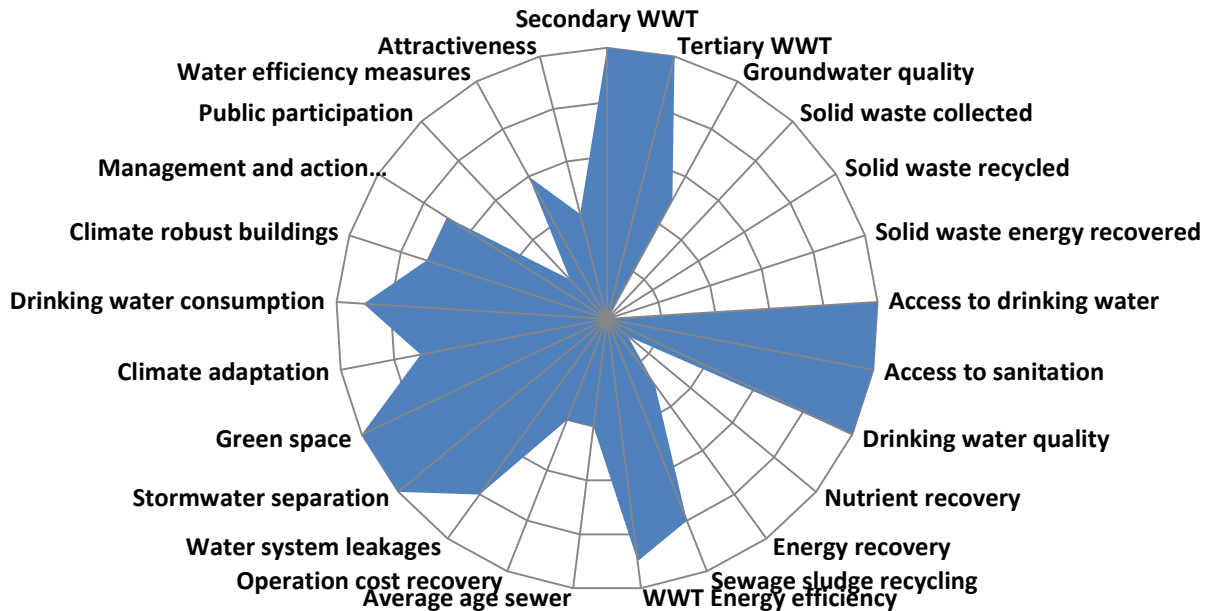 Secondary WWT
Tertiary WWT
Groundwater quality
Solid waste collected
Solid waste recycled
Solid waste energy recovered
Access to drinking water
Access to sanitation
Drinking water quality
Nutrient recovery
Energy recovery
Sewage sludge recycling
WWT Energy efficiency
Average age sewer
Operation cost recovery
Water system leakages
Stormwater separation
Green space
Climate adaptation
Drinking water consumption
Climate robust buildings
Management and action...
Public participation
Water efficiency measures
Attractiveness